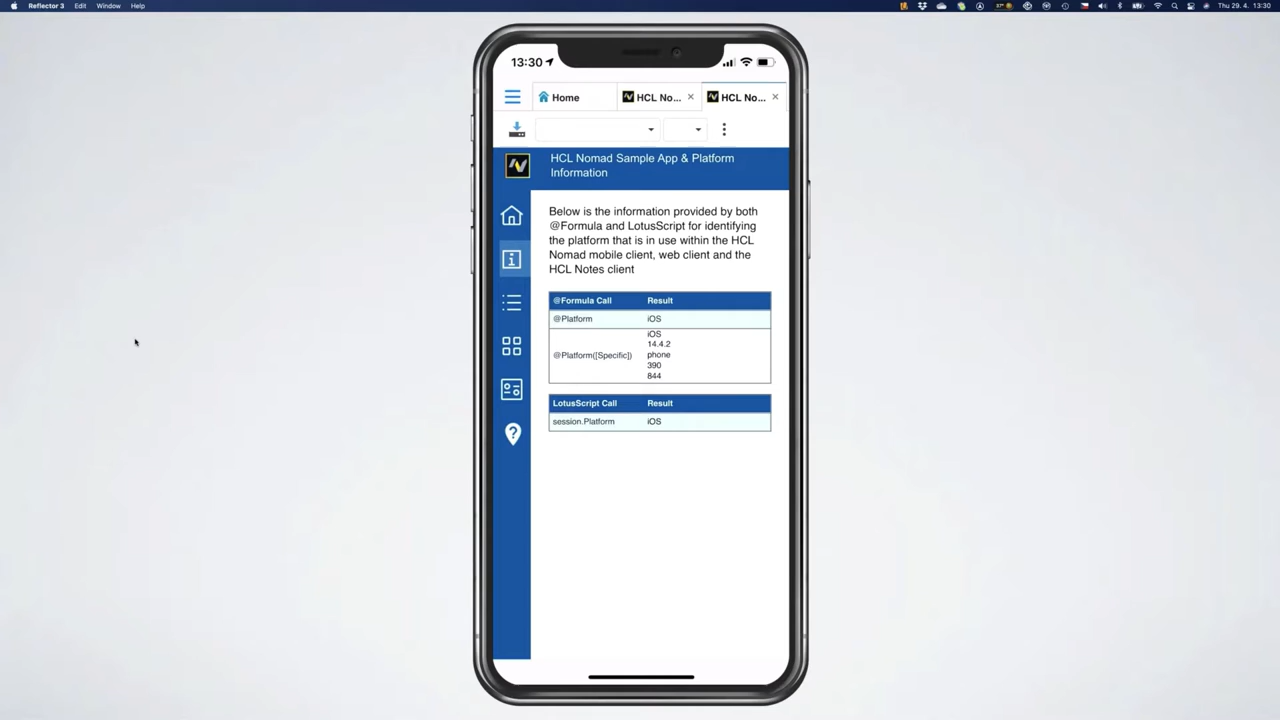 Reflector 3 Edit Window Help
Thu 29. 4. 13:30
13:30
Home
HCL No...
HCL No...
HCL Nomad Sample App & Platform
Information
Below is the information provided by both
@Formula and LotusScript for identifying
the platform that is in use within the HCL
Nomad mobile client, web client and the
HCL Notes client
@Formula Call Result
@Platform iOS
@Platform([Specific])
iOS
14.4.2
phone
390
844
LotusScript Call Result
session.Platform iOS